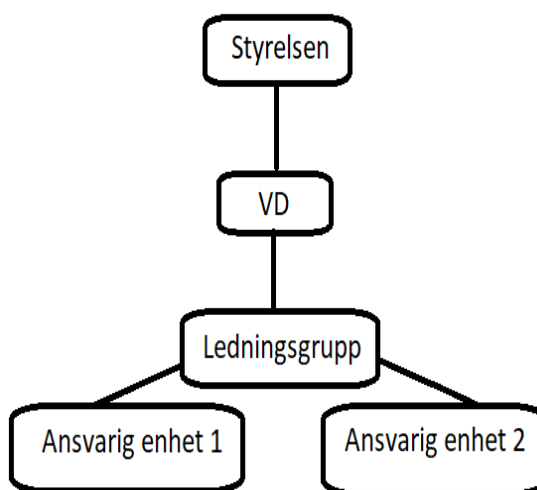 Styrelsen
VD
Ledningsgrupp
Ansvarig enhet 1
Ansvarig enhet 2